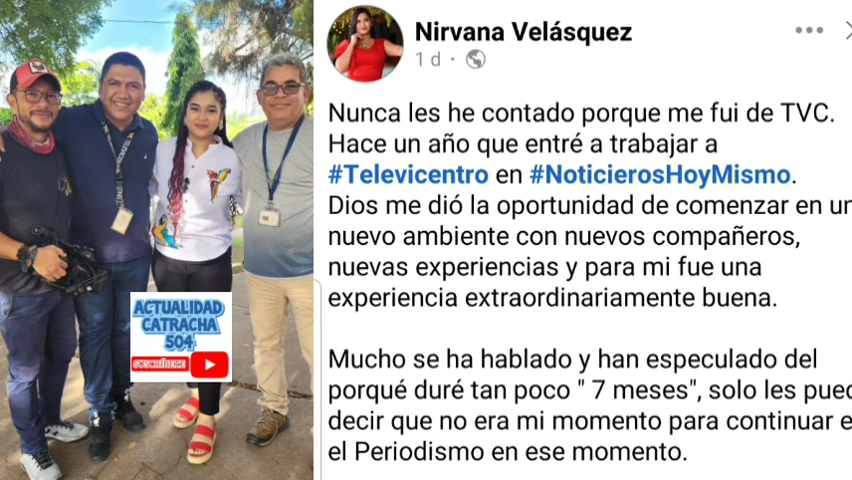 ACTUALIDAD
CATRACHA
504
SUSCRÍBERE
Nirvana Velásquez
1 d
Nunca les he contado porque me fui de TVC.
Hace un año que entré a trabajar a
#Televicentro en #NoticierosHoyMismo.
Dios me dió la oportunidad de comenzar en un
nuevo ambiente con nuevos compañeros,
nuevas experiencias y para mi fue una
experiencia extraordinariamente buena.
Mucho se ha hablado y han especulado del
porqué duré tan poco " 7 meses", solo les pued
decir que no era mi momento para continuar e
el Periodismo en ese momento.